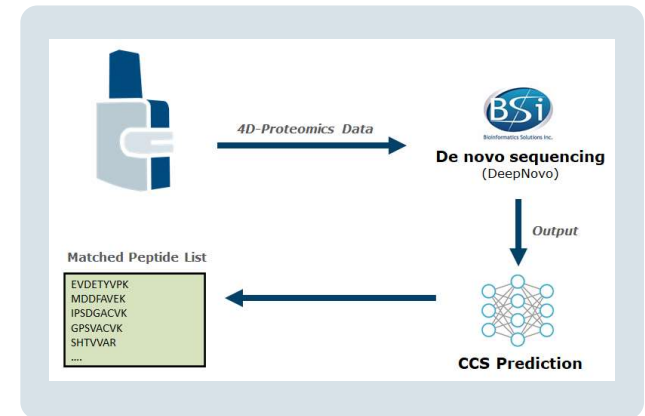 4D-Proteomics Data
BSi
Bioinformatics Solutions Inc.
De novo sequencing
(DeepNovo)
Output
Matched Peptide List
EVDETYVPK
MDDFAVEK
IPSDGACVK
GPSVACVK
SHTVVAR
....
CCS Prediction